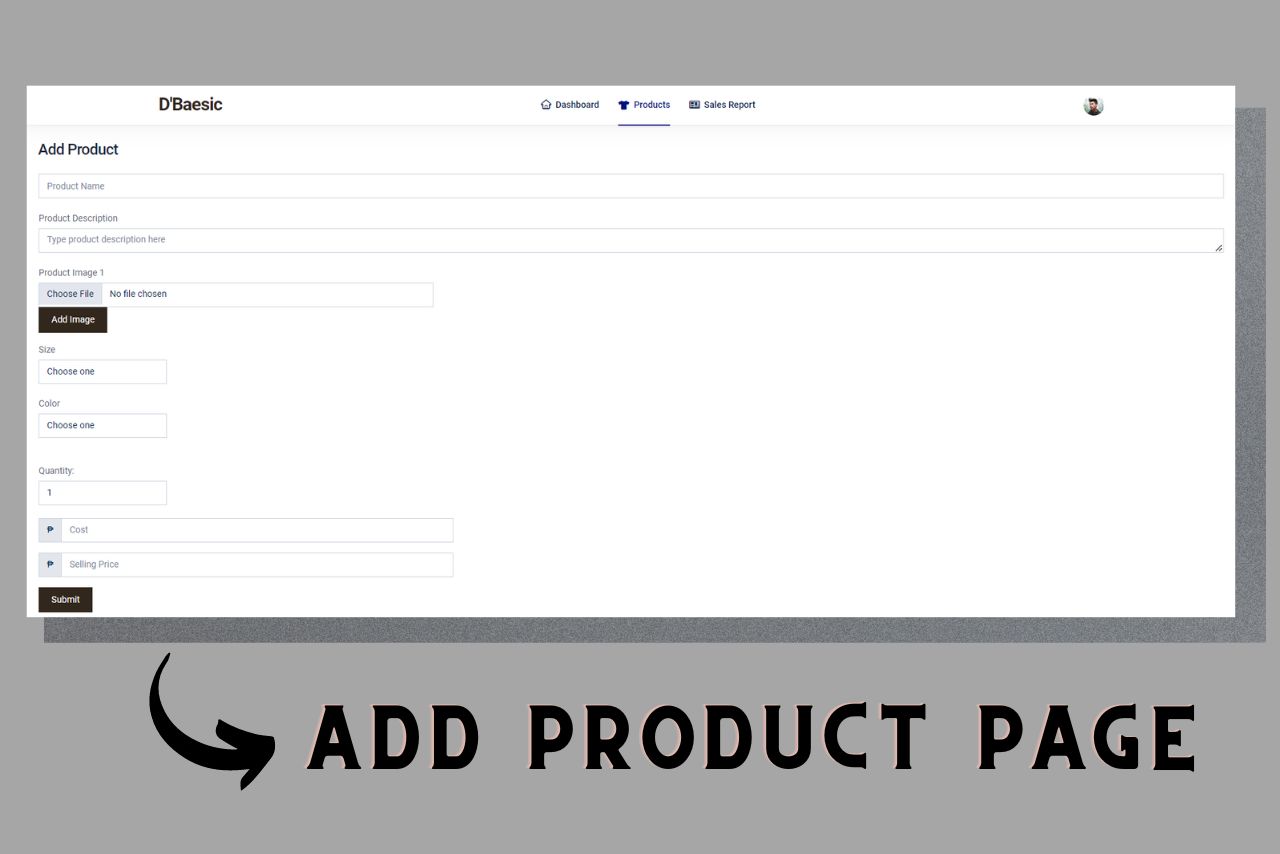 D'Baesic
Dashboard Products Sales Report
Add Product
Product Name
Product Description
Type product description here
Product Image 1
Choose File No file chosen
Add Image
Size
Choose one
Color
Choose one
Quantity:
1
₱ Cost
₱ Selling Price
Submit
ADD PRODUCT PAGE